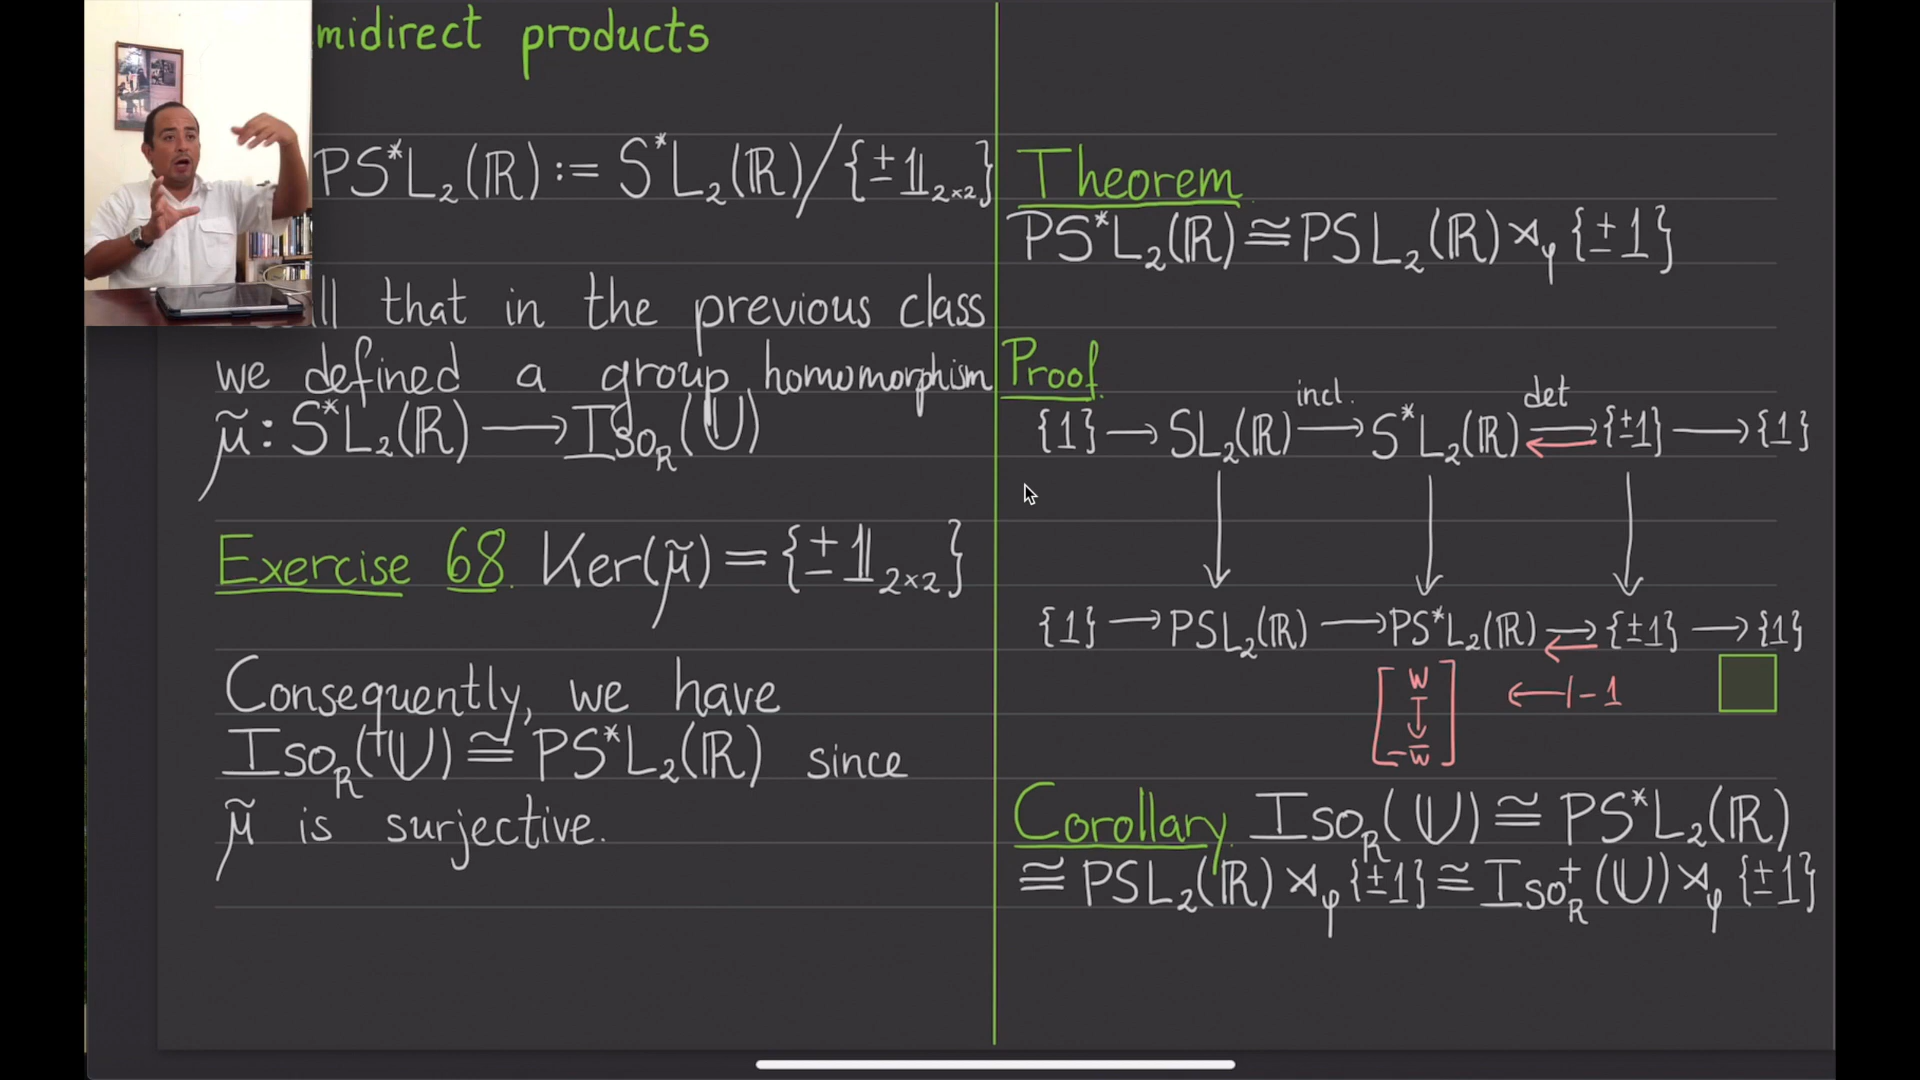 midirect products
PS*L₂(ℝ) := S*L₂(ℝ)/{±𝟙₂ₓ₂}
ll that in the previous class
we defined a group homomorphism
μ̃ : S*L₂(ℝ) ⟶ Iso_R(𝕌)
Exercise 68. Ker(μ̃) = {±𝟙₂ₓ₂}
Consequently, we have
Iso_R(𝕌) ≅ PS*L₂(ℝ) since
μ̃ is surjective.
Theorem.
PS*L₂(ℝ) ≅ PSL₂(ℝ) ⋊_φ {±1}
Proof.
incl. det
{1} → SL₂(ℝ) → S*L₂(ℝ) ⇄ {±1} → {1}
{1} → PSL₂(ℝ) → PS*L₂(ℝ) ⇄ {±1} → {1}
[w ↦ -w̄] ⟵| -1
Corollary. Iso_R(𝕌) ≅ PS*L₂(ℝ)
≅ PSL₂(ℝ) ⋊_φ {±1} ≅ Iso⁺_R(𝕌) ⋊_φ {±1}